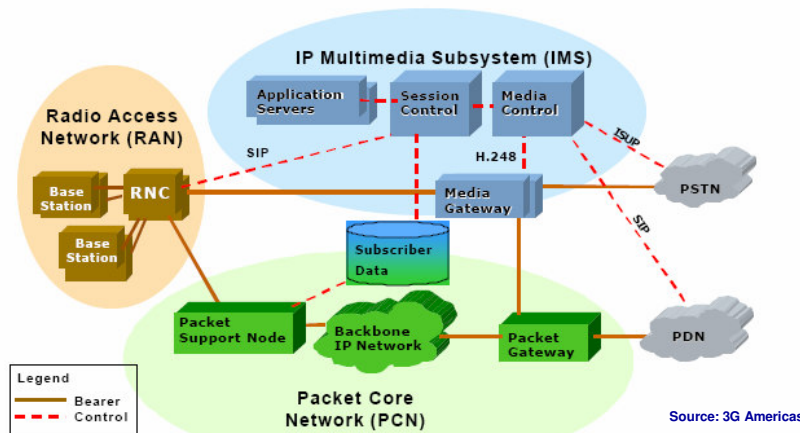 IP Multimedia Subsystem (IMS)
Application
Servers
Session
Control
Media
Control
Radio Access
Network (RAN)
SIP
H.248
ISUP
SIP
Base
Station
RNC
Base
Station
Media
Gateway
PSTN
Subscriber
Data
Packet
Support Node
Backbone
IP Network
Packet
Gateway
PDN
Legend
Bearer
Control
Packet Core
Network (PCN)
Source: 3G Americas